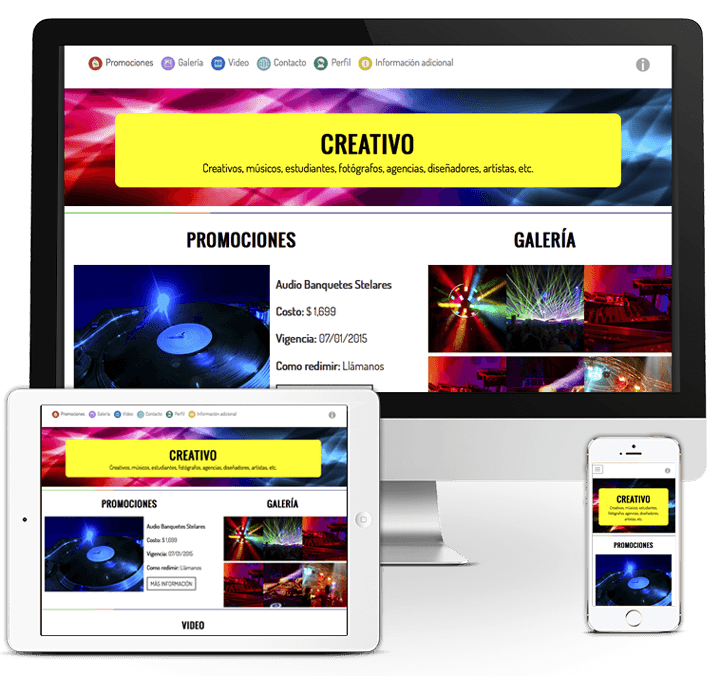 Promociones Galería Video Contacto Perfil Información adicional
CREATIVO
Creativos, músicos, estudiantes, fotógrafos, agencias, diseñadores, artistas, etc.
PROMOCIONES
Audio Banquetes Stelares
Costo: $ 1,699
Vigencia: 07/01/2015
Como redimir: Llámanos
GALERÍA
Promociones Galería Video Contacto Perfil Información adicional
CREATIVO
Creativos, músicos, estudiantes, fotógrafos, agencias, diseñadores, artistas, etc.
PROMOCIONES
Audio Banquetes Stelares
Costo: $ 1,699
Vigencia: 07/01/2015
Como redimir: Llámanos
MÁS INFORMACIÓN
GALERÍA
VIDEO
CREATIVO
Creativos, músicos, estudiantes,
fotógrafos, agencias, diseñadores,
artistas, etc.
PROMOCIONES